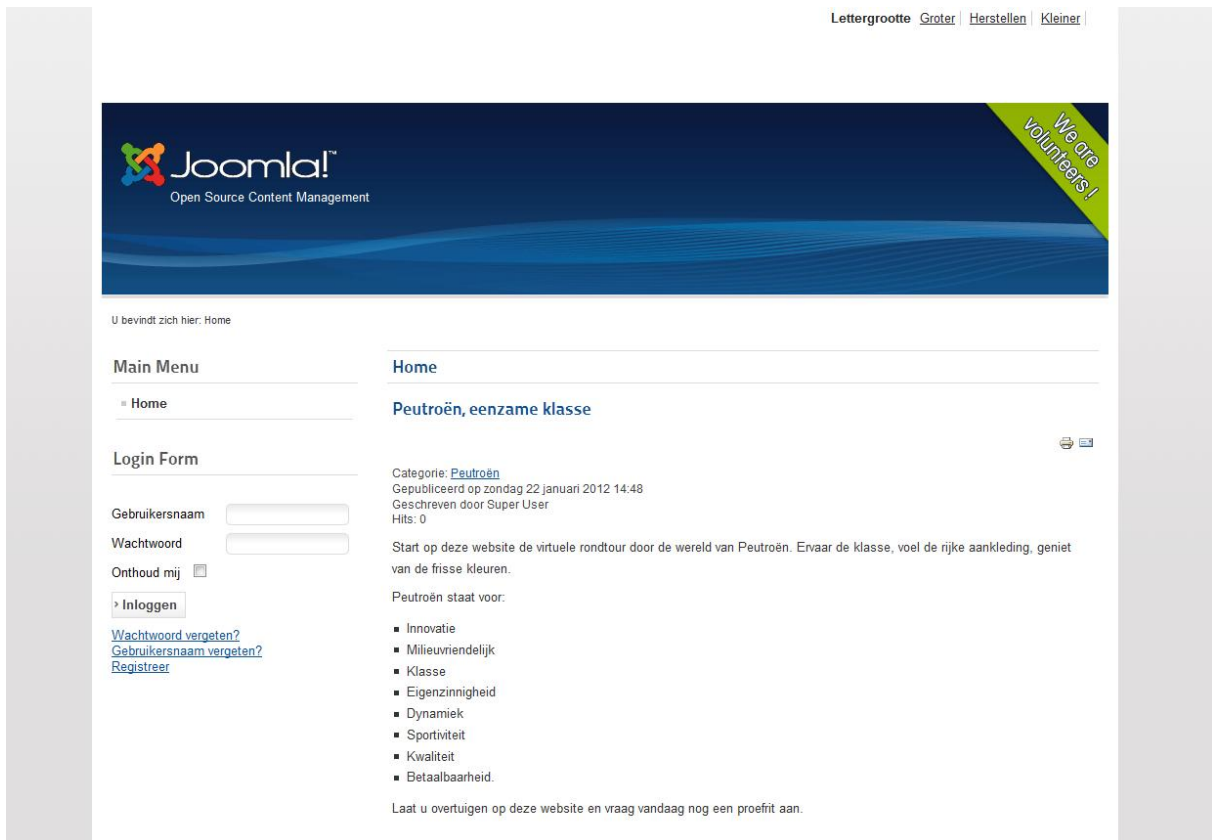 Lettergrootte Groter Herstellen Kleiner
We are
volunteers !
Joomla!™
Open Source Content Management
U bevindt zich hier: Home
Main Menu
Home
Login Form
Gebruikersnaam
Wachtwoord
Onthoud mij
› Inloggen
Wachtwoord vergeten?
Gebruikersnaam vergeten?
Registreer
Home
Peutroën, eenzame klasse
Categorie: Peutroën
Gepubliceerd op zondag 22 januari 2012 14:48
Geschreven door Super User
Hits: 0
Start op deze website de virtuele rondtour door de wereld van Peutroën. Ervaar de klasse, voel de rijke aankleding, geniet
van de frisse kleuren.
Peutroën staat voor:
▪ Innovatie
▪ Milieuvriendelijk
▪ Klasse
▪ Eigenzinnigheid
▪ Dynamiek
▪ Sportiviteit
▪ Kwaliteit
▪ Betaalbaarheid.
Laat u overtuigen op deze website en vraag vandaag nog een proefrit aan.